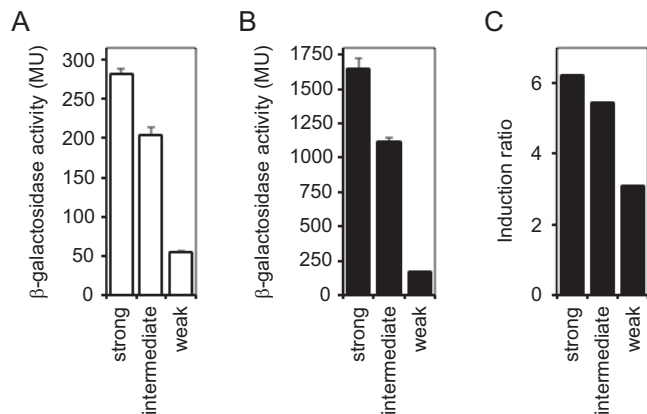 A
β-galactosidase activity (MU)
300
250
200
150
100
50
0
strong
intermediate
weak
B
β-galactosidase activity (MU)
1750
1500
1250
1000
750
500
250
0
strong
intermediate
weak
C
Induction ratio
6
4
2
0
strong
intermediate
weak